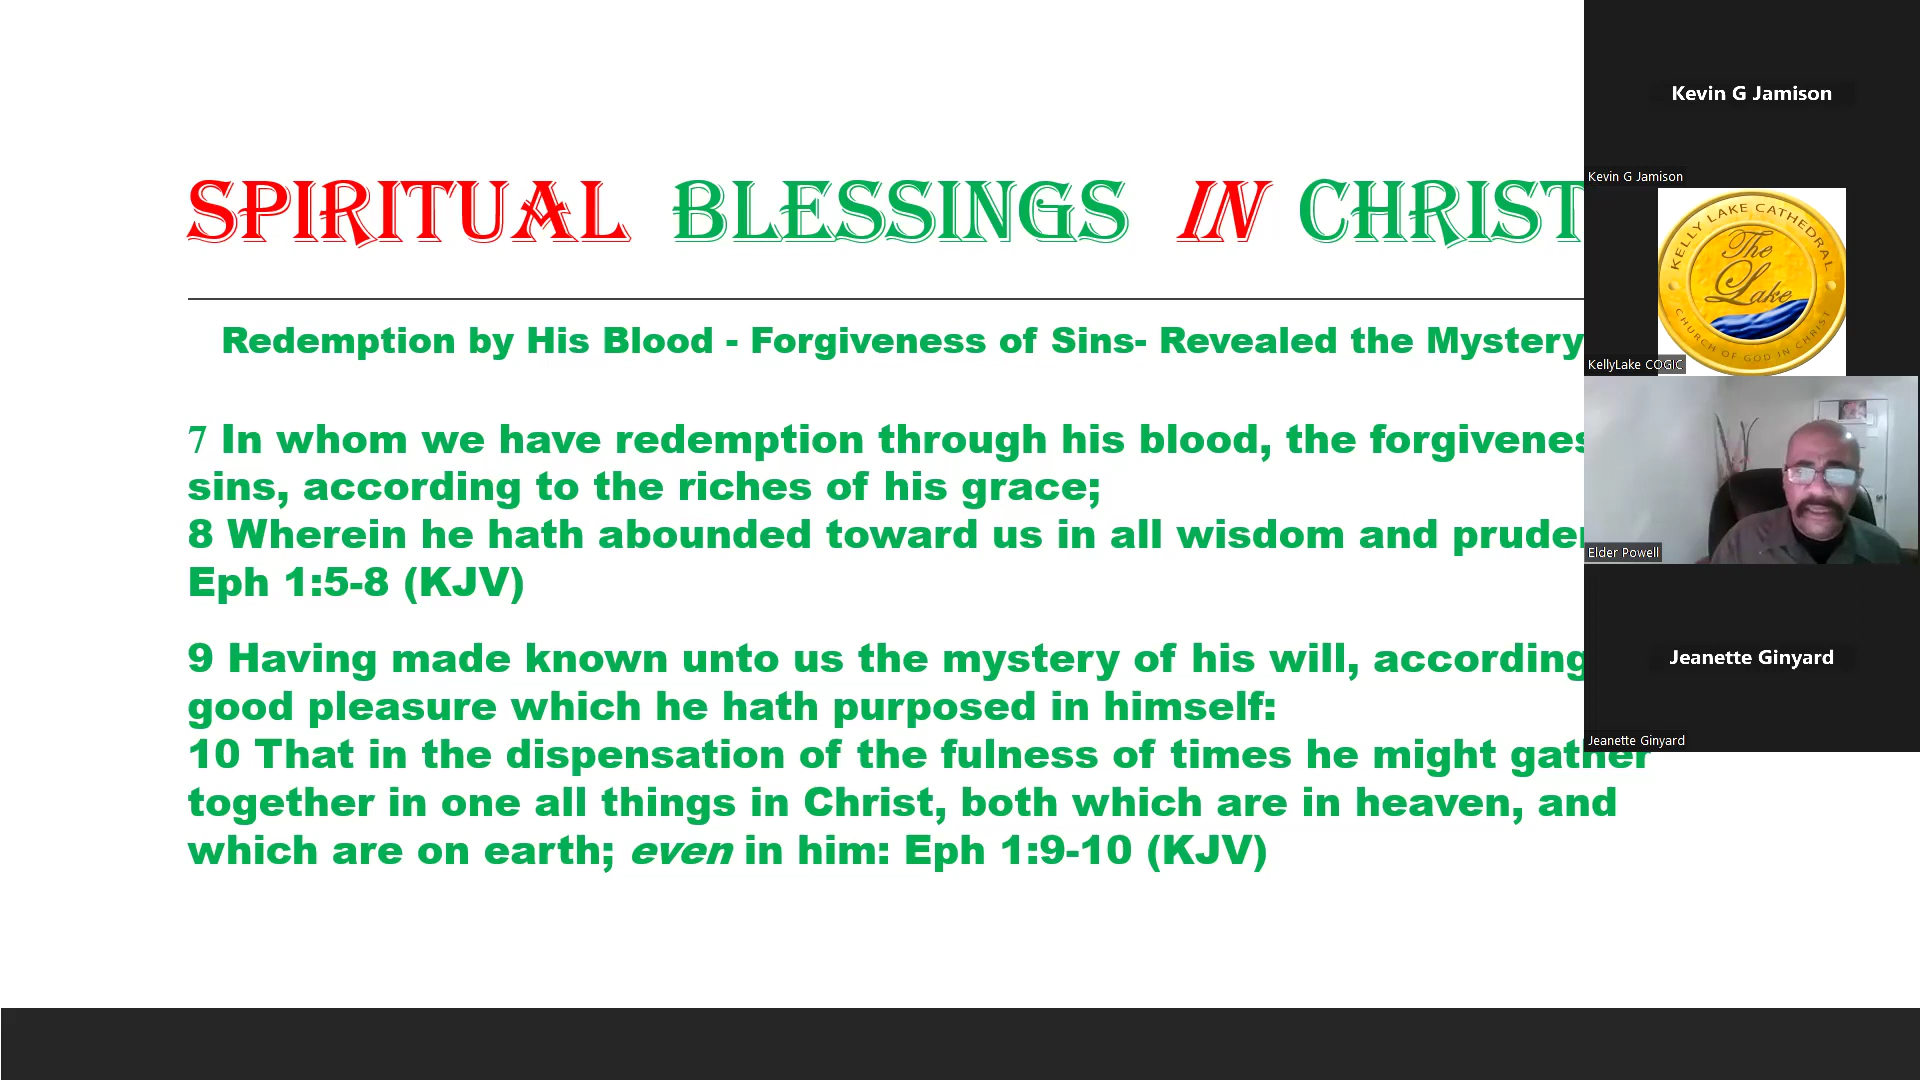 SPIRITUAL BLESSINGS IN CHRIST
Redemption by His Blood - Forgiveness of Sins- Revealed the Mystery
7 In whom we have redemption through his blood, the
sins, according to the riches of his grace;
8 Wherein he hath abounded toward us in all wisdom and
Eph 1:5-8 (KJV)
9 Having made known unto us the mystery of his will, according
good pleasure which he hath purposed in himself:
10 That in the dispensation of the fulness of times he might gather
together in one all things in Christ, both which are in heaven, and
which are on earth; even in him: Eph 1:9-10 (KJV)
Kevin G Jamison
Kevin G Jamison
KELLY LAKE CATHEDRAL
The
Lake
CHURCH OF GOD IN CHRIST
KellyLake COGIC
Elder Powell
Jeanette Ginyard
Jeanette Ginyard